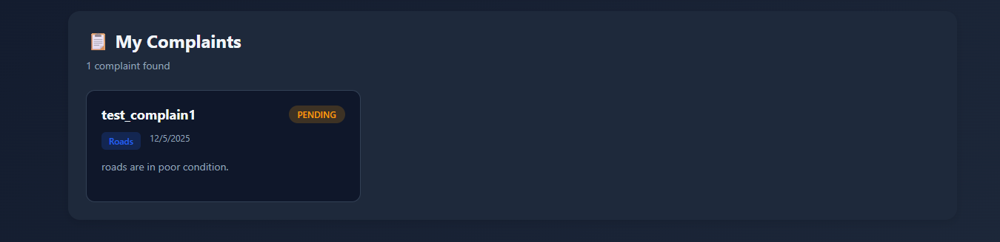 My Complaints
1 complaint found
test_complain1 PENDING
Roads 12/5/2025
roads are in poor condition.